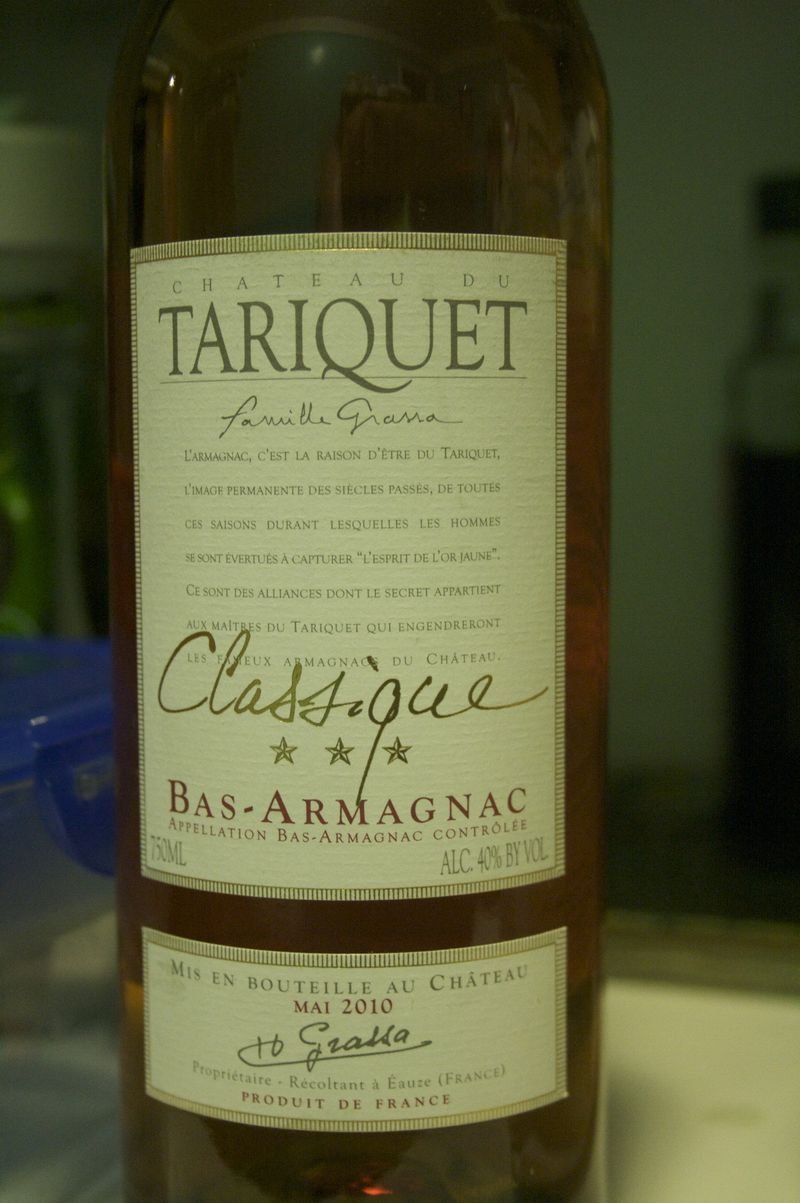 CHATEAU DU
TARIQUET
famille Grassa
L'ARMAGNAC, C'EST LA RAISON D'ÊTRE DU TARIQUET,
L'IMAGE PERMANENTE DES SIÈCLES PASSÉS, DE TOUTES
CES SAISONS DURANT LESQUELLES LES HOMMES
SE SONT ÉVERTUÉS À CAPTURER "L'ESPRIT DE L'OR JAUNE".
CE SONT DES ALLIANCES DONT LE SECRET APPARTIENT
AUX MAÎTRES DU TARIQUET QUI ENGENDRERONT
LES FAMEUX ARMAGNACS DU CHÂTEAU.
Classique
BAS-ARMAGNAC
APPELLATION BAS-ARMAGNAC CONTRÔLÉE
750ML
ALC. 40% BY VOL.
MIS EN BOUTEILLE AU CHÂTEAU
MAI 2010
Grassa
Propriétaire - Récoltant à Éauze (FRANCE)
PRODUIT DE FRANCE